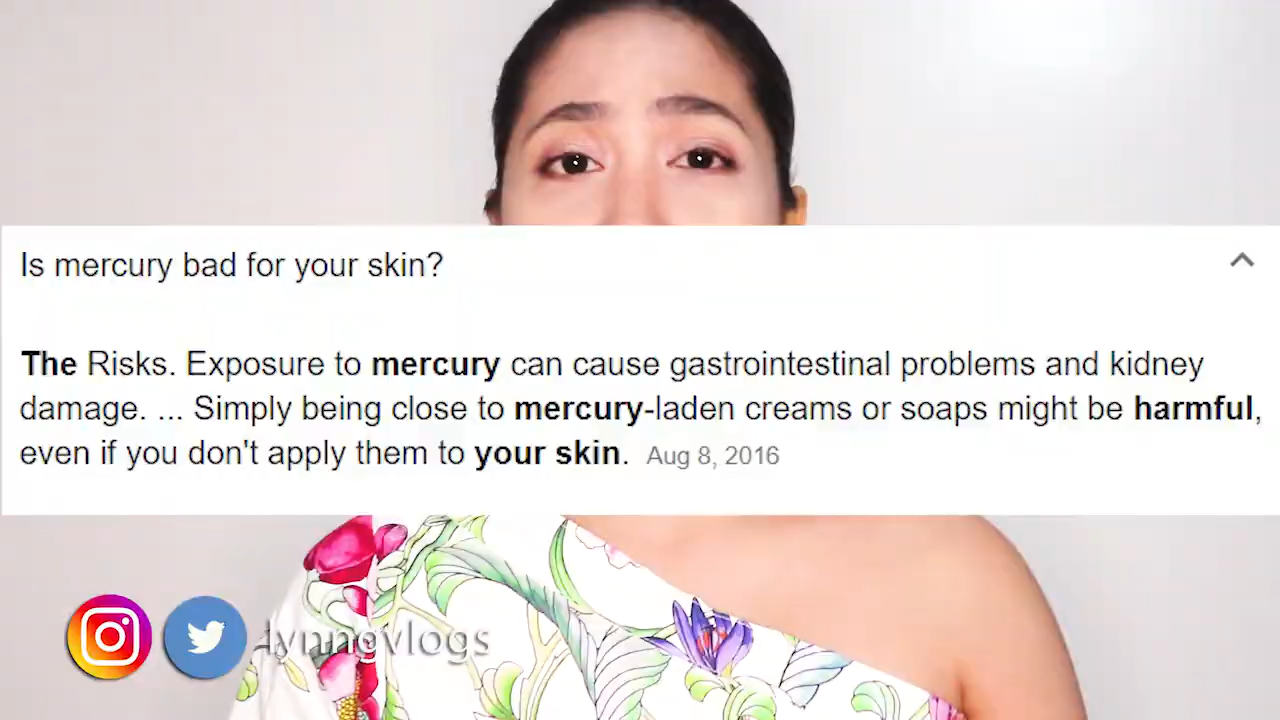 Is mercury bad for your skin?
The Risks. Exposure to mercury can cause gastrointestinal problems and kidney
damage. ... Simply being close to mercury-laden creams or soaps might be harmful,
even if you don't apply them to your skin. Aug 8, 2016
lynngvlogs